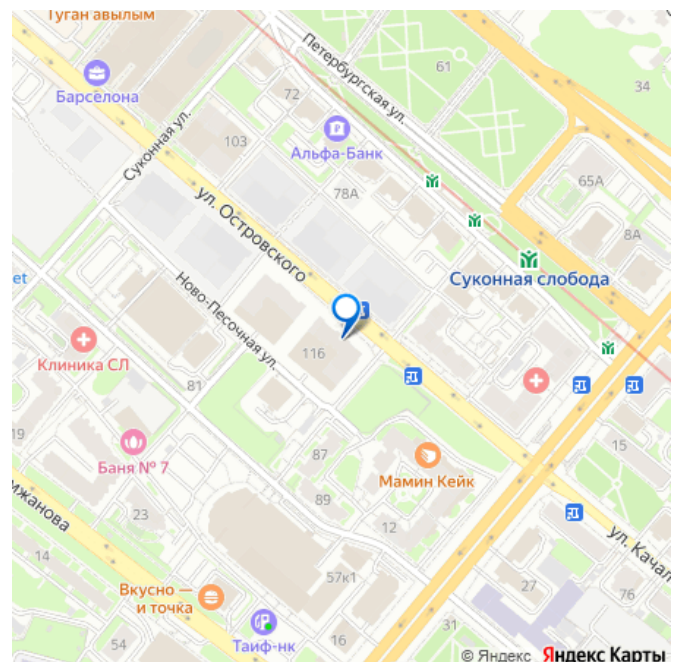 Туган авылым
Барселона
Петербургская ул.
61
34
72
Суконная ул.
103
Альфа-Банк
78А
65А
8А
ул. Островского
Суконная слобода
et
Ново-Песочная ул.
Клиника СЛ
116
81
19
Баня № 7
87
Мамин Кейк
15
89
мжанова
23
12
14
57к1
ул. Качал
Вкусно —
и точка
27
76
Таиф-нк
54
16
31
© Яндекс Яндекс Карты